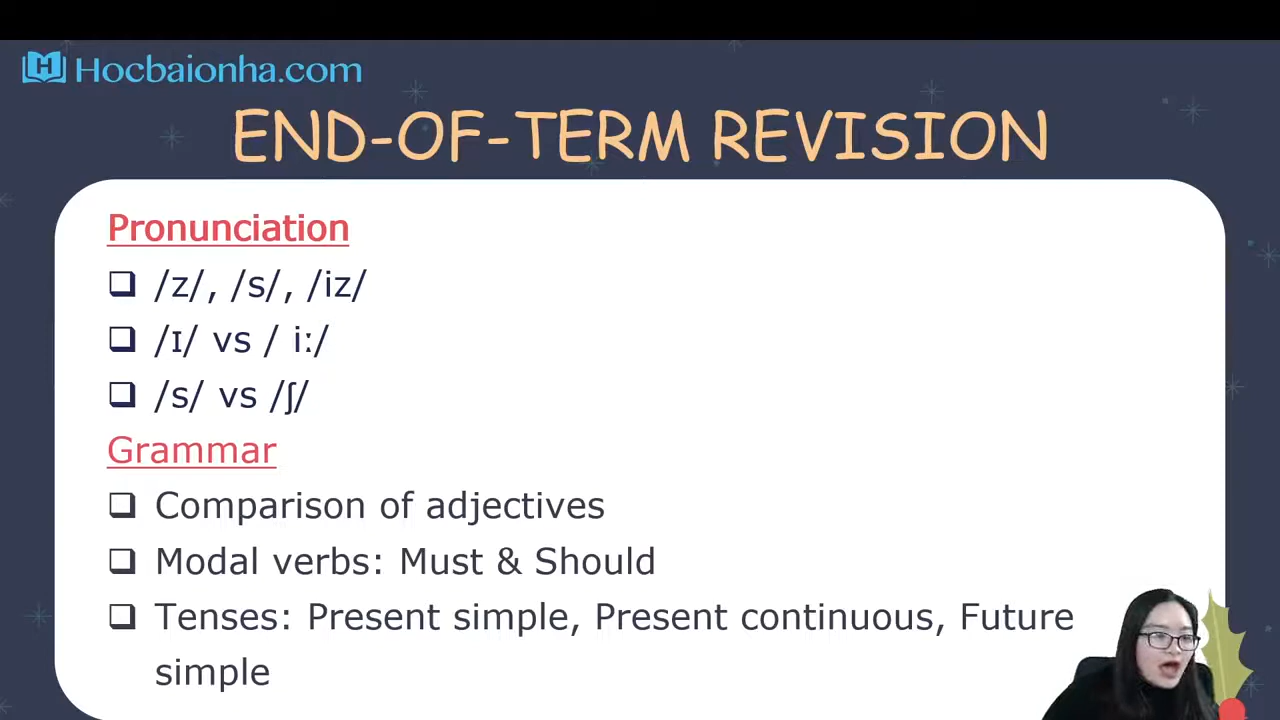 Hocbaionha.com
END-OF-TERM REVISION
Pronunciation
❑ /z/, /s/, /iz/
❑ /ɪ/ vs / iː/
❑ /s/ vs /ʃ/
Grammar
❑ Comparison of adjectives
❑ Modal verbs: Must & Should
❑ Tenses: Present simple, Present continuous, Future
simple